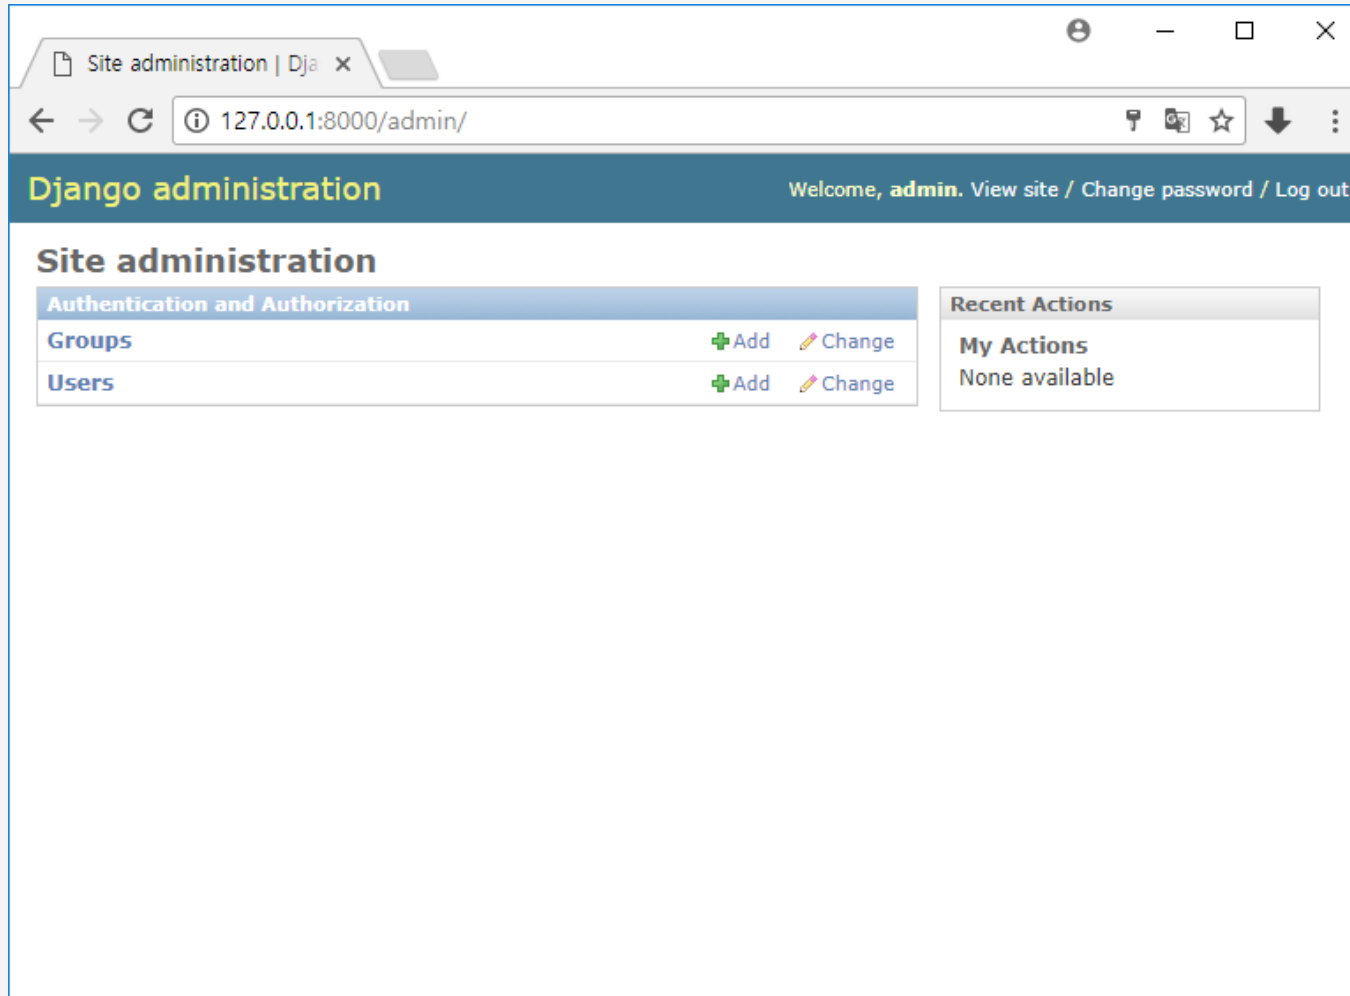 Site administration | Dja
127.0.0.1:8000/admin/
Django administration
Welcome, admin. View site / Change password / Log out
Site administration
Authentication and Authorization
Groups Add Change
Users Add Change
Recent Actions
My Actions
None available